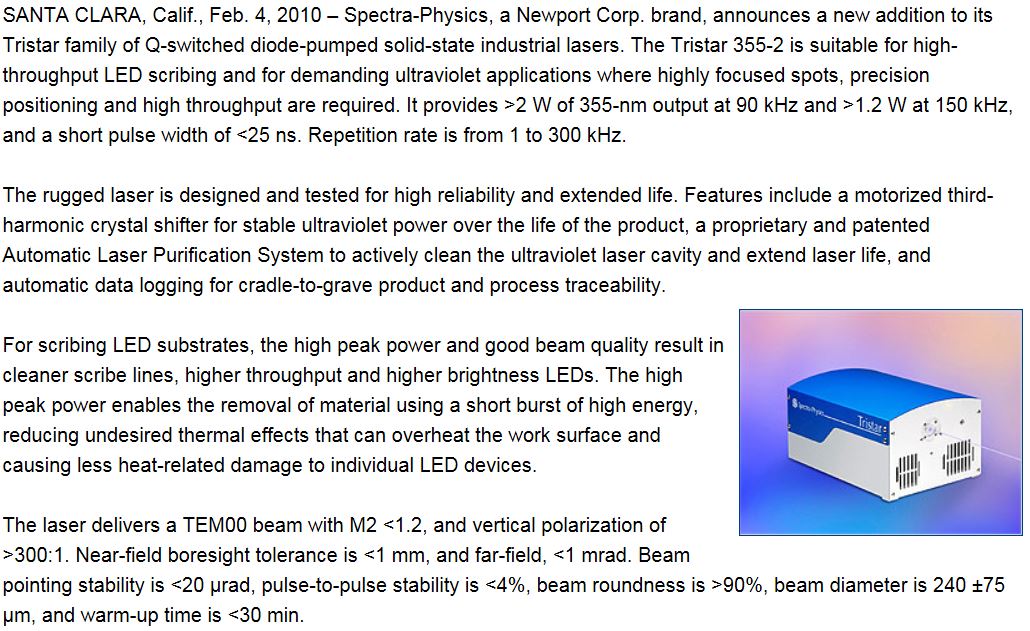 SANTA CLARA, Calif., Feb. 4, 2010 – Spectra-Physics, a Newport Corp. brand, announces a new addition to its
Tristar family of Q-switched diode-pumped solid-state industrial lasers. The Tristar 355-2 is suitable for high-
throughput LED scribing and for demanding ultraviolet applications where highly focused spots, precision
positioning and high throughput are required. It provides >2 W of 355-nm output at 90 kHz and >1.2 W at 150 kHz,
and a short pulse width of <25 ns. Repetition rate is from 1 to 300 kHz.
The rugged laser is designed and tested for high reliability and extended life. Features include a motorized third-
harmonic crystal shifter for stable ultraviolet power over the life of the product, a proprietary and patented
Automatic Laser Purification System to actively clean the ultraviolet laser cavity and extend laser life, and
automatic data logging for cradle-to-grave product and process traceability.
For scribing LED substrates, the high peak power and good beam quality result in
cleaner scribe lines, higher throughput and higher brightness LEDs. The high
peak power enables the removal of material using a short burst of high energy,
reducing undesired thermal effects that can overheat the work surface and
causing less heat-related damage to individual LED devices.
The laser delivers a TEM00 beam with M2 <1.2, and vertical polarization of
>300:1. Near-field boresight tolerance is <1 mm, and far-field, <1 mrad. Beam
pointing stability is <20 µrad, pulse-to-pulse stability is <4%, beam roundness is >90%, beam diameter is 240 ±75
µm, and warm-up time is <30 min.
Spectra-Physics
Tristar